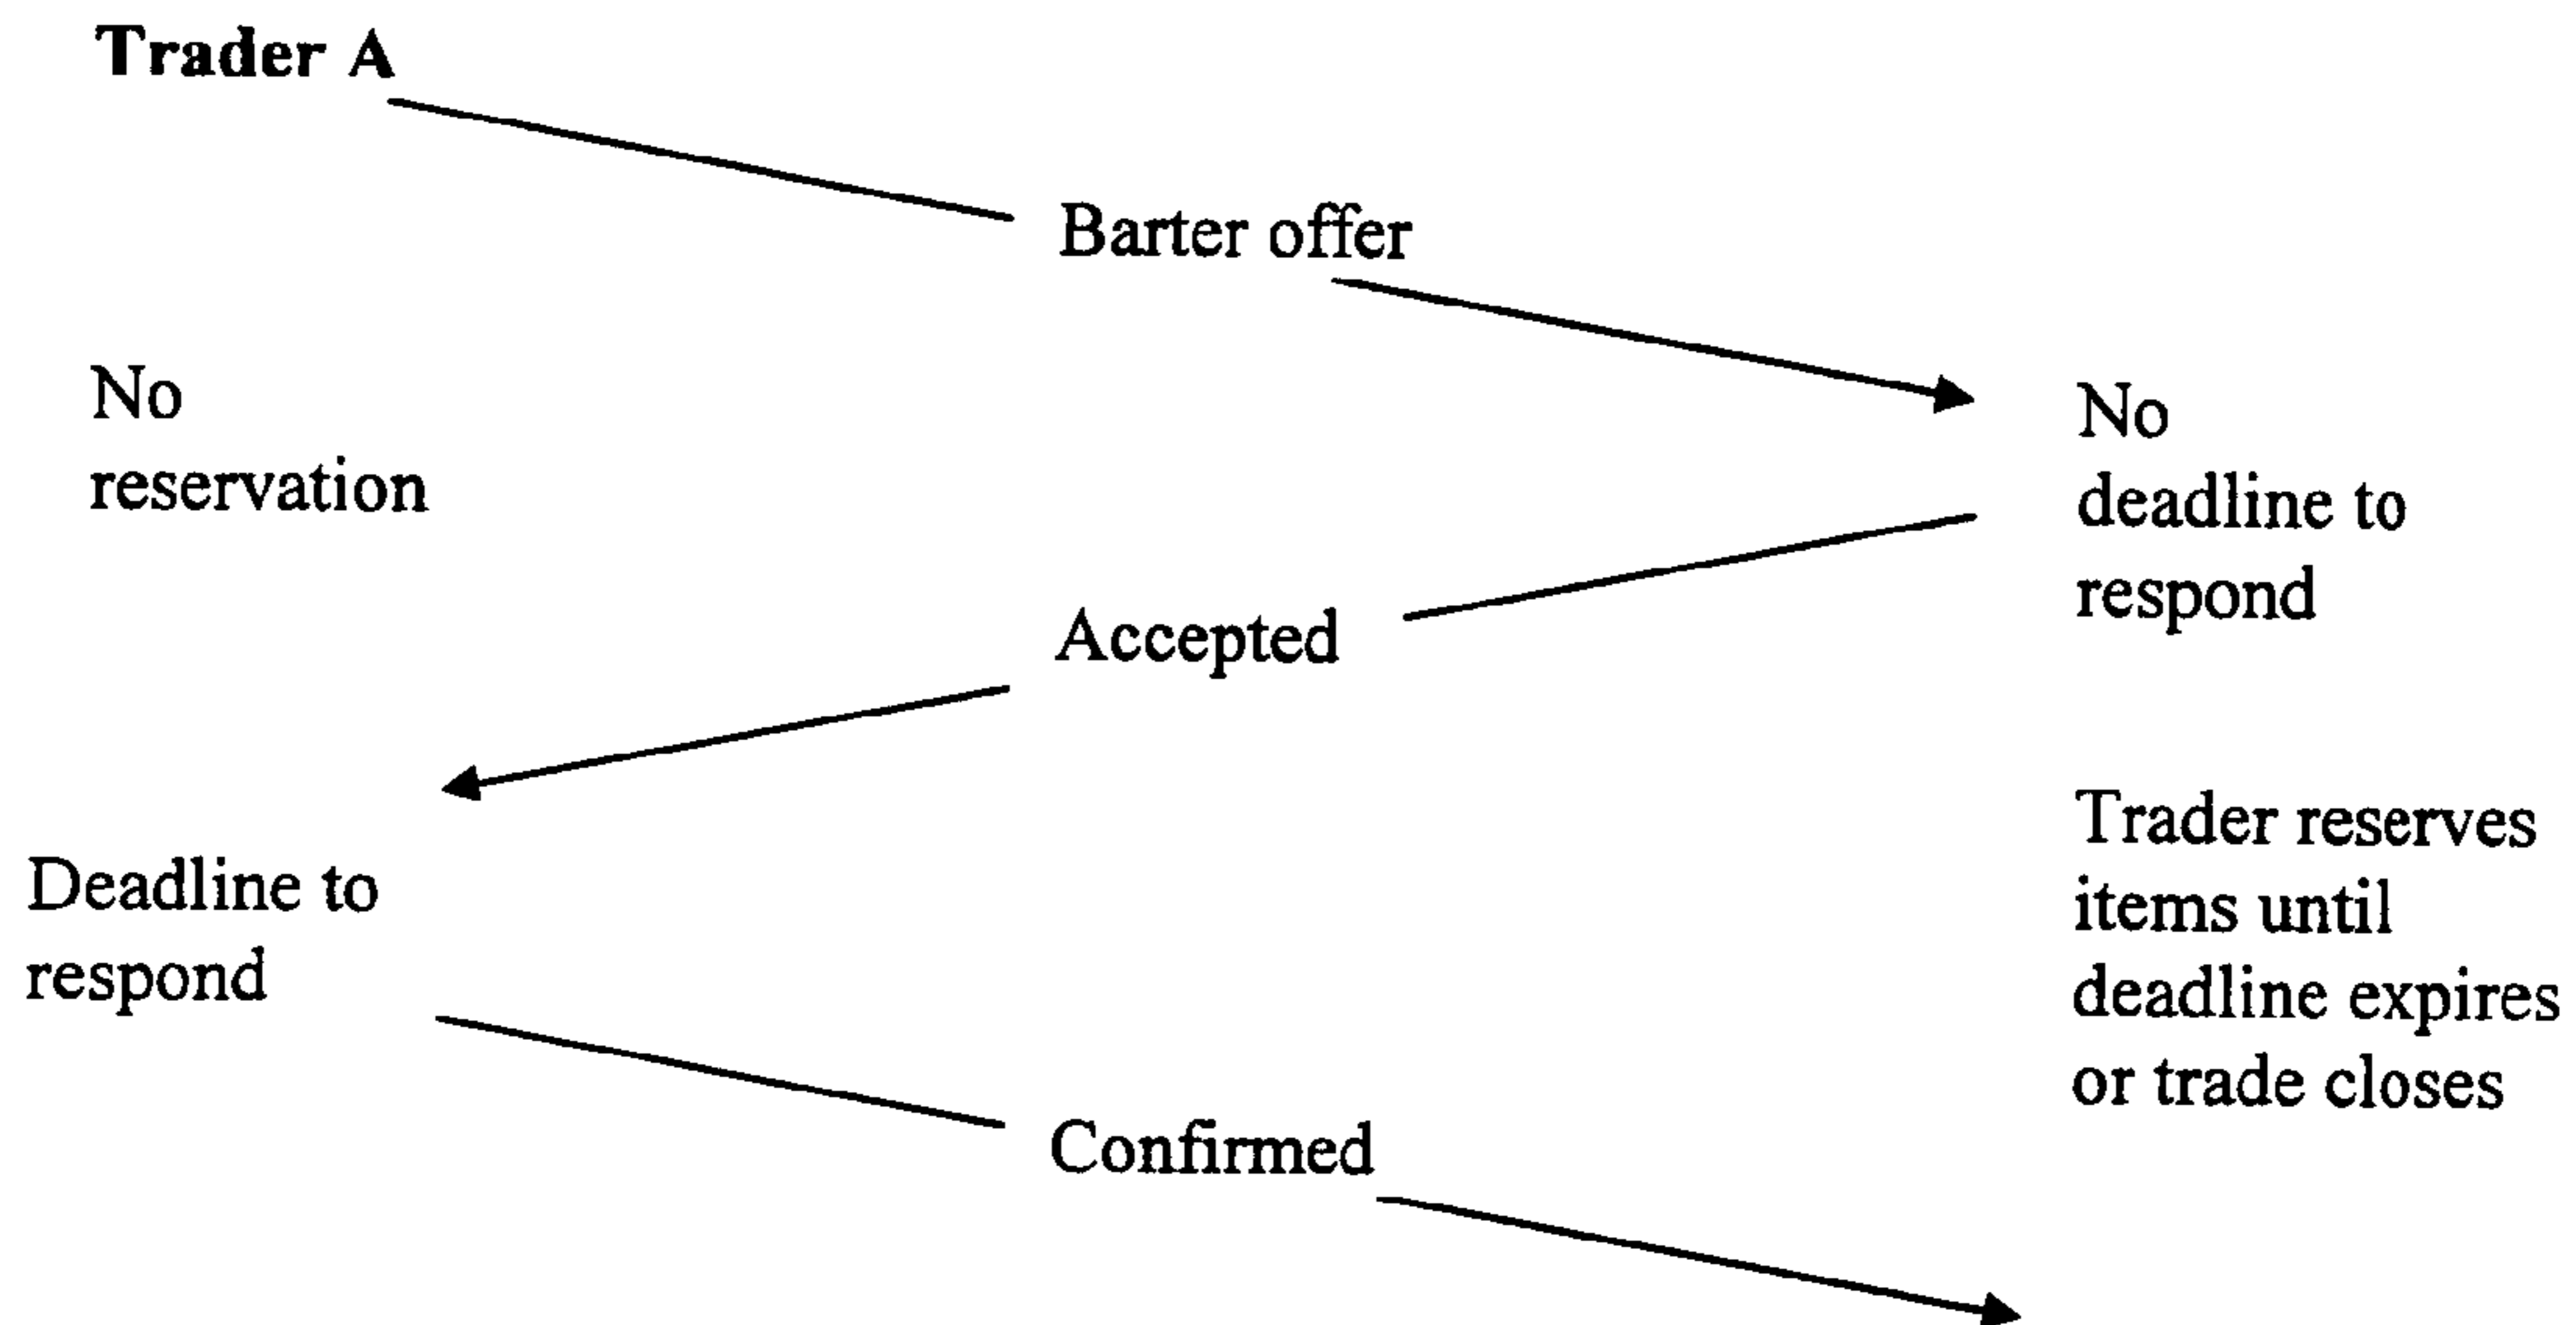 Trader A
Barter offer
No
reservation
No
deadline to
respond
Accepted
Deadline to
respond
Trader reserves
items until
deadline expires
or trade closes
Confirmed